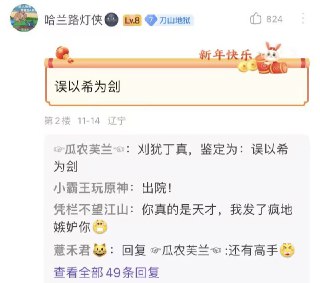 哈兰路灯侠 Lv.8 刀山地狱 824
新年快乐
误以希为刽
第2楼 11-14 辽宁
☞瓜农芙兰☜：刈犹丁真，鉴定为：误以希
为刽
小霸王玩原神：出院！
凭栏不望江山：你真的是天才，我发了疯地
嫉妒你
薏禾君：回复 ☞瓜农芙兰☜ :还有高手
查看全部49条回复